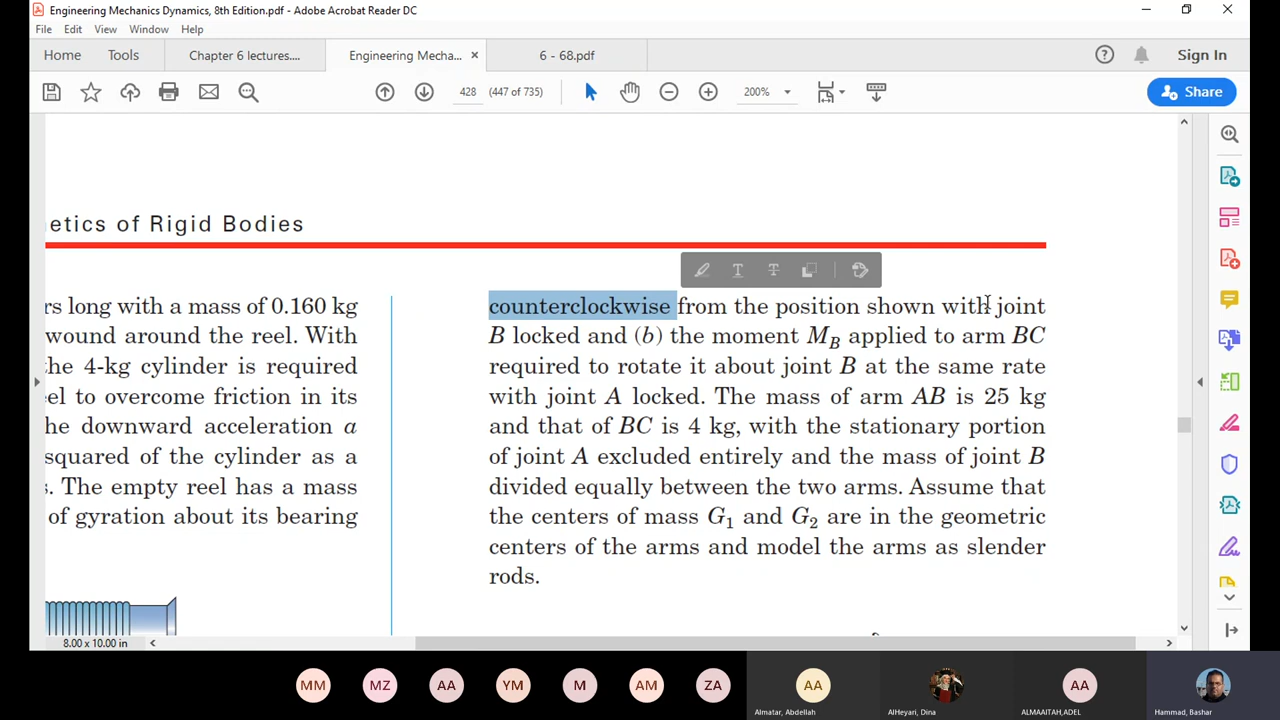 Engineering Mechanics Dynamics, 8th Edition.pdf - Adobe Acrobat Reader DC
File Edit View Window Help
Home Tools Chapter 6 lectures.... Engineering Mecha... × 6 - 68.pdf Sign In
428 (447 of 735) 200% Share
etics of Rigid Bodies
rs long with a mass of 0.160 kg
wound around the reel. With
the 4-kg cylinder is required
eel to overcome friction in its
he downward acceleration a
squared of the cylinder as a
s. The empty reel has a mass
of gyration about its bearing
counterclockwise from the position shown with joint
B locked and (b) the moment M_B applied to arm BC
required to rotate it about joint B at the same rate
with joint A locked. The mass of arm AB is 25 kg
and that of BC is 4 kg, with the stationary portion
of joint A excluded entirely and the mass of joint B
divided equally between the two arms. Assume that
the centers of mass G₁ and G₂ are in the geometric
centers of the arms and model the arms as slender
rods.
8.00 x 10.00 in
MM MZ AA YM M AM ZA AA AA
Almatar, Abdellah AlHeyari, Dina ALMAAITAH,ADEL Hammad, Bashar